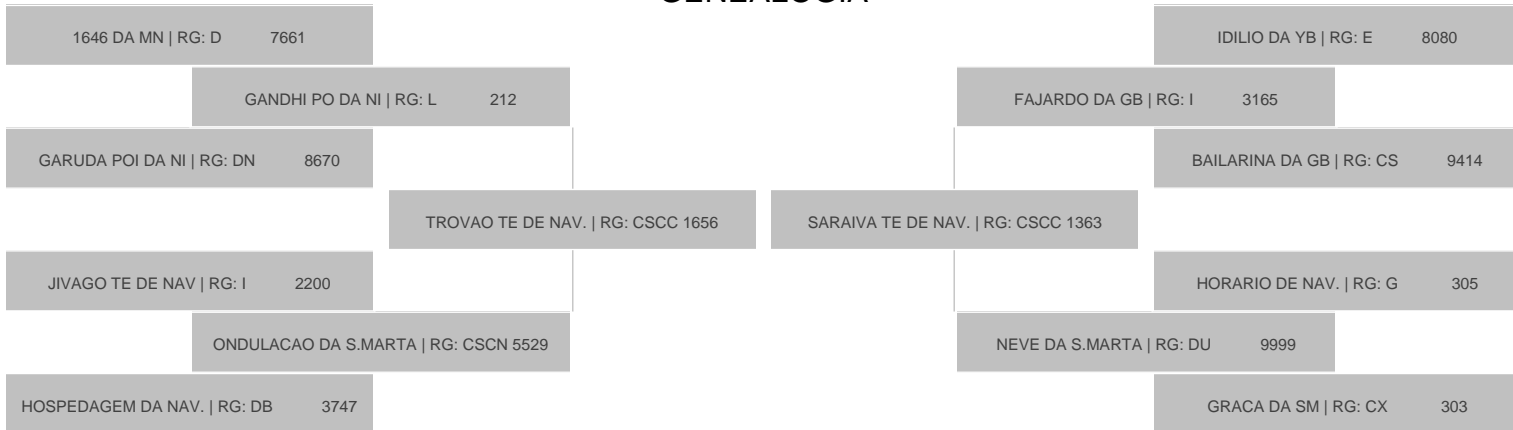 GENEALOGIA
1646 DA MN | RG: D 7661
IDILIO DA YB | RG: E 8080
GANDHI PO DA NI | RG: L 212
FAJARDO DA GB | RG: I 3165
GARUDA POI DA NI | RG: DN 8670
BAILARINA DA GB | RG: CS 9414
TROVAO TE DE NAV. | RG: CSCC 1656
SARAIVA TE DE NAV. | RG: CSCC 1363
JIVAGO TE DE NAV | RG: I 2200
HORARIO DE NAV. | RG: G 305
ONDULACAO DA S.MARTA | RG: CSCN 5529
NEVE DA S.MARTA | RG: DU 9999
HOSPEDAGEM DA NAV. | RG: DB 3747
GRACA DA SM | RG: CX 303